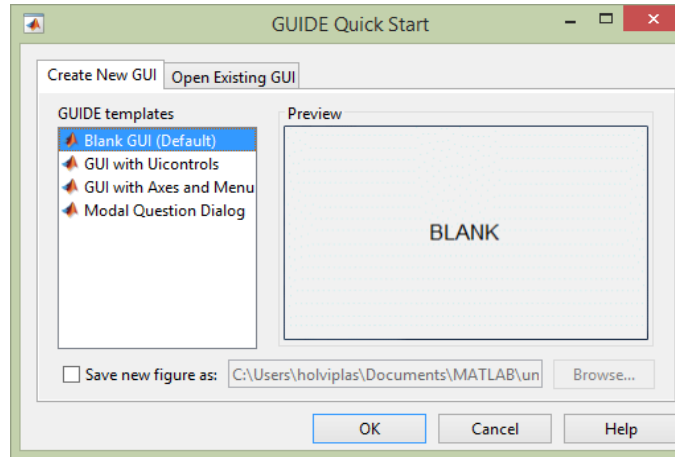 GUIDE Quick Start
Create New GUI Open Existing GUI
GUIDE templates
Preview
Blank GUI (Default)
GUI with Uicontrols
GUI with Axes and Menu
Modal Question Dialog
BLANK
Save new figure as: C:\Users\holviplas\Documents\MATLAB\un Browse...
OK Cancel Help